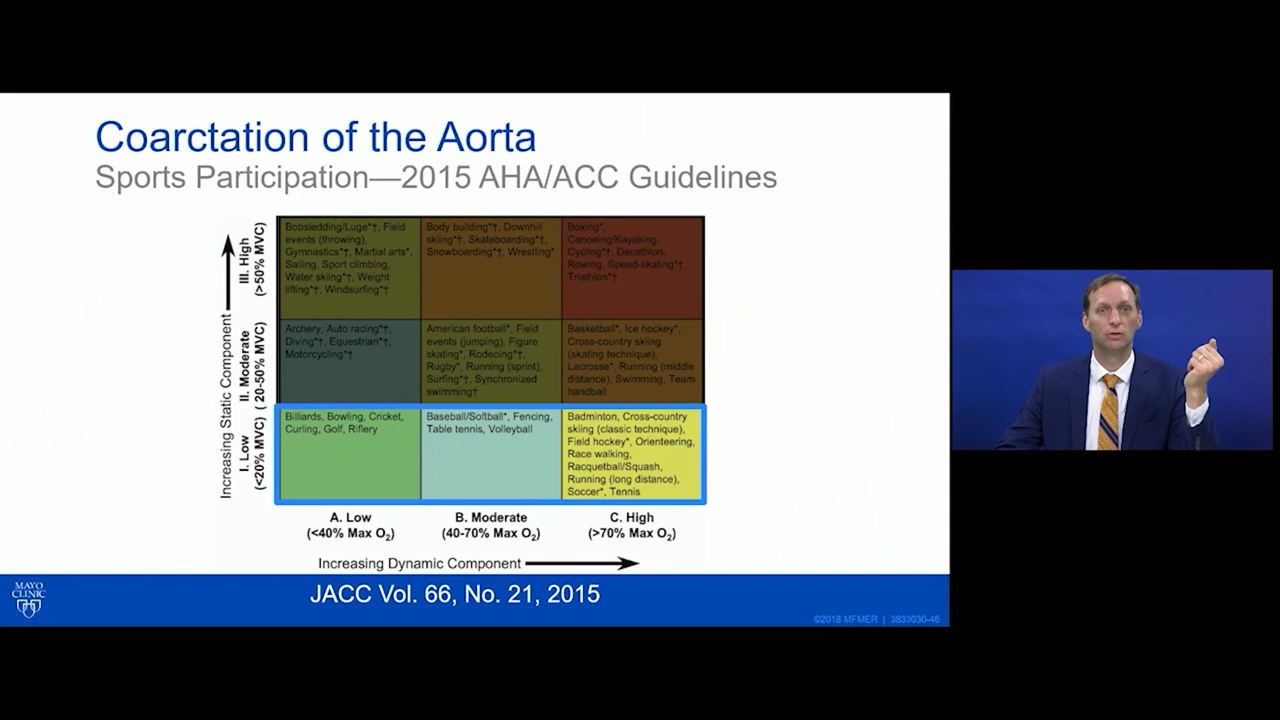 Coarctation of the Aorta
Sports Participation—2015 AHA/ACC Guidelines
Increasing Static Component
III. High
(>50% MVC)
Bobsledding/Luge*†, Field
events (throwing),
Gymnastics*†, Martial arts*,
Sailing, Sport climbing,
Water skiing*†, Weight
lifting*†, Windsurfing*†
Body building*†, Downhill
skiing*†, Skateboarding*†,
Snowboarding*†, Wrestling*
Boxing*,
Canoeing/Kayaking,
Cycling*†, Decathlon,
Rowing, Speed-skating*†,
Triathlon*†
II. Moderate
( 20-50% MVC)
Archery, Auto racing*†,
Diving*†, Equestrian*†,
Motorcycling*†
American football*, Field
events (jumping), Figure
skating*, Rodeoing*†,
Rugby*, Running (sprint),
Surfing*†, Synchronized
swimming†
Basketball*, Ice hockey*,
Cross-country skiing
(skating technique),
Lacrosse*, Running (middle
distance), Swimming, Team
handball
I. Low
(<20% MVC)
Billiards, Bowling, Cricket,
Curling, Golf, Riflery
Baseball/Softball*, Fencing,
Table tennis, Volleyball
Badminton, Cross-country
skiing (classic technique),
Field hockey*, Orienteering,
Race walking,
Racquetball/Squash,
Running (long distance),
Soccer*, Tennis
A. Low
(<40% Max O₂)
B. Moderate
(40-70% Max O₂)
C. High
(>70% Max O₂)
Increasing Dynamic Component
MAYO
CLINIC
JACC Vol. 66, No. 21, 2015
©2018 MFMER | 3833030-46